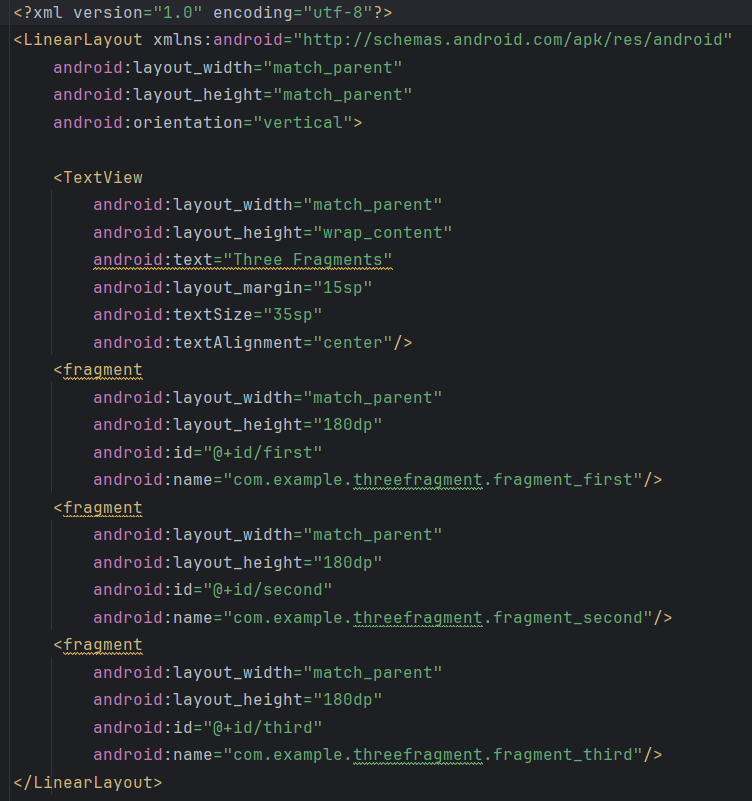 <?xml version="1.0" encoding="utf-8"?>
<LinearLayout xmlns:android="http://schemas.android.com/apk/res/android"
    android:layout_width="match_parent"
    android:layout_height="match_parent"
    android:orientation="vertical">

    <TextView
        android:layout_width="match_parent"
        android:layout_height="wrap_content"
        android:text="Three Fragments"
        android:layout_margin="15sp"
        android:textSize="35sp"
        android:textAlignment="center"/>
    <fragment
        android:layout_width="match_parent"
        android:layout_height="180dp"
        android:id="@+id/first"
        android:name="com.example.threefragment.fragment_first"/>
    <fragment
        android:layout_width="match_parent"
        android:layout_height="180dp"
        android:id="@+id/second"
        android:name="com.example.threefragment.fragment_second"/>
    <fragment
        android:layout_width="match_parent"
        android:layout_height="180dp"
        android:id="@+id/third"
        android:name="com.example.threefragment.fragment_third"/>
</LinearLayout>